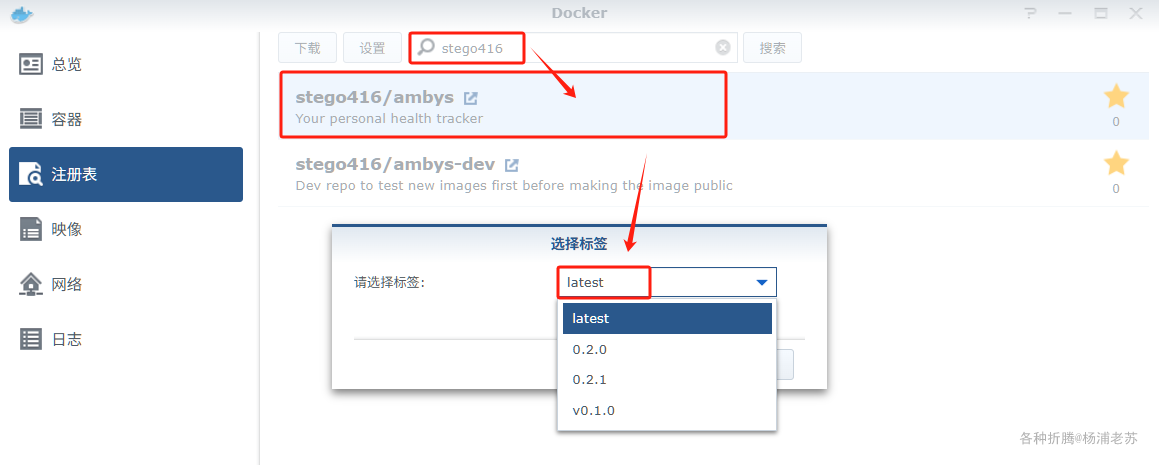 Docker
总览
容器
注册表
映像
网络
日志
下载 设置 stego416 搜索
stego416/ambys
Your personal health tracker
0
stego416/ambys-dev
Dev repo to test new images first before making the image public
0
选择标签
请选择标签: latest
latest
0.2.0
0.2.1
v0.1.0
各种折腾@杨浦老苏